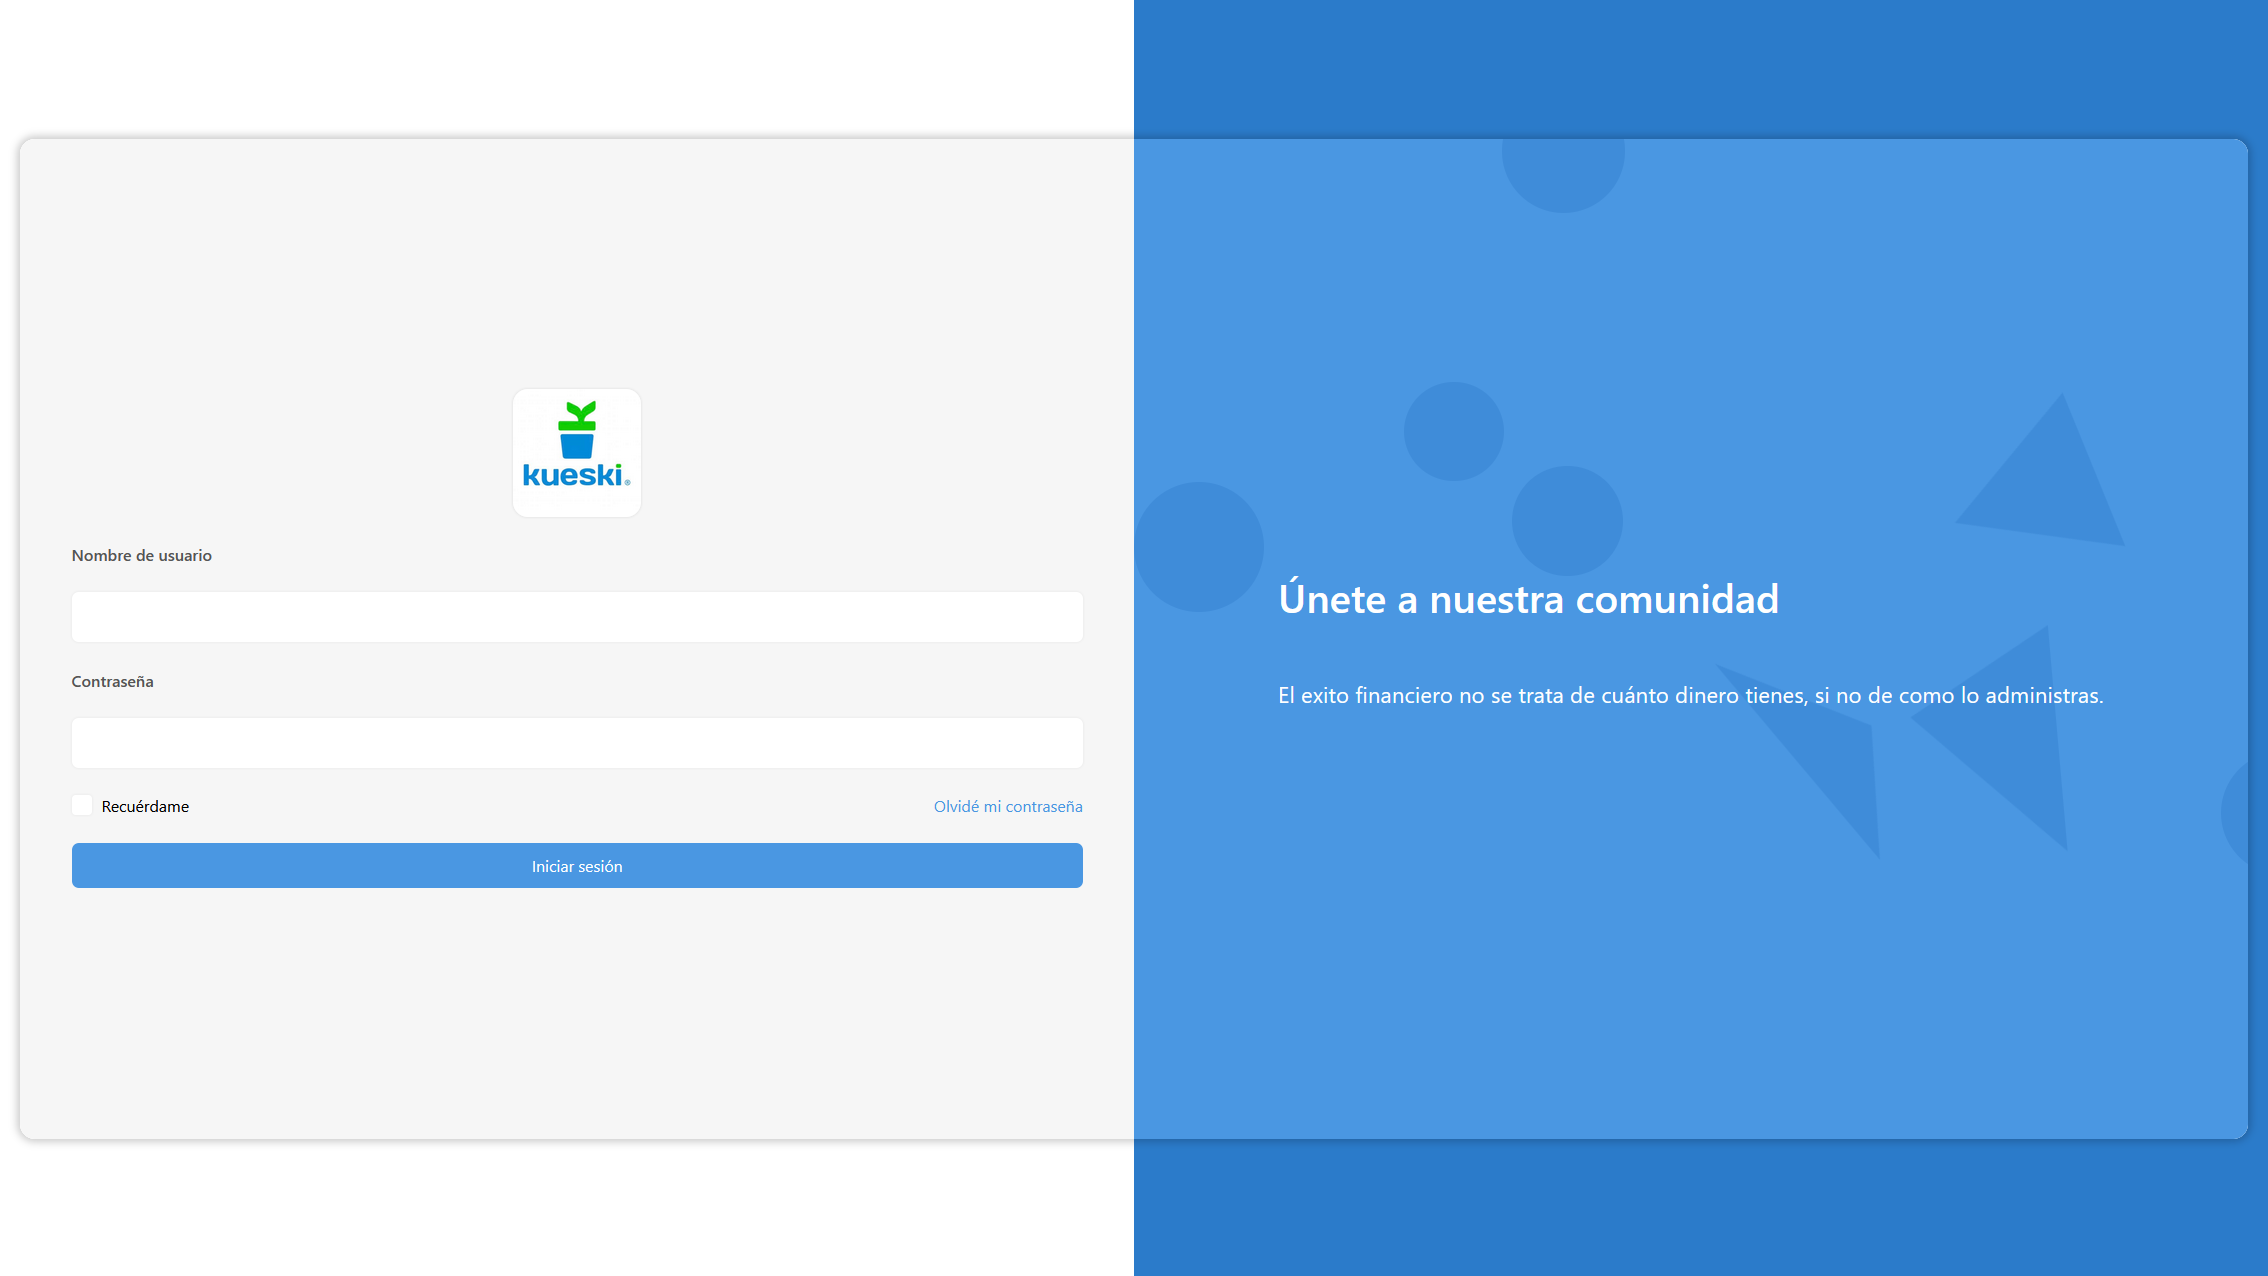 kueski®
Nombre de usuario
Contraseña
Recuérdame
Olvidé mi contraseña
Iniciar sesión
Únete a nuestra comunidad
El exito financiero no se trata de cuánto dinero tienes, si no de como lo administras.